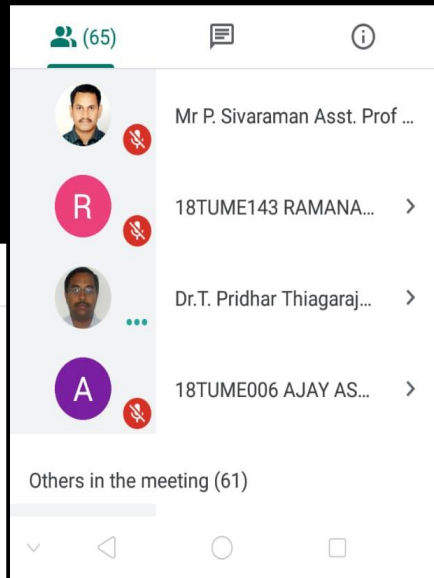 (65)
Mr P. Sivaraman Asst. Prof ...
R
18TUME143 RAMANA...
Dr.T. Pridhar Thiagaraj...
A
18TUME006 AJAY AS...
Others in the meeting (61)